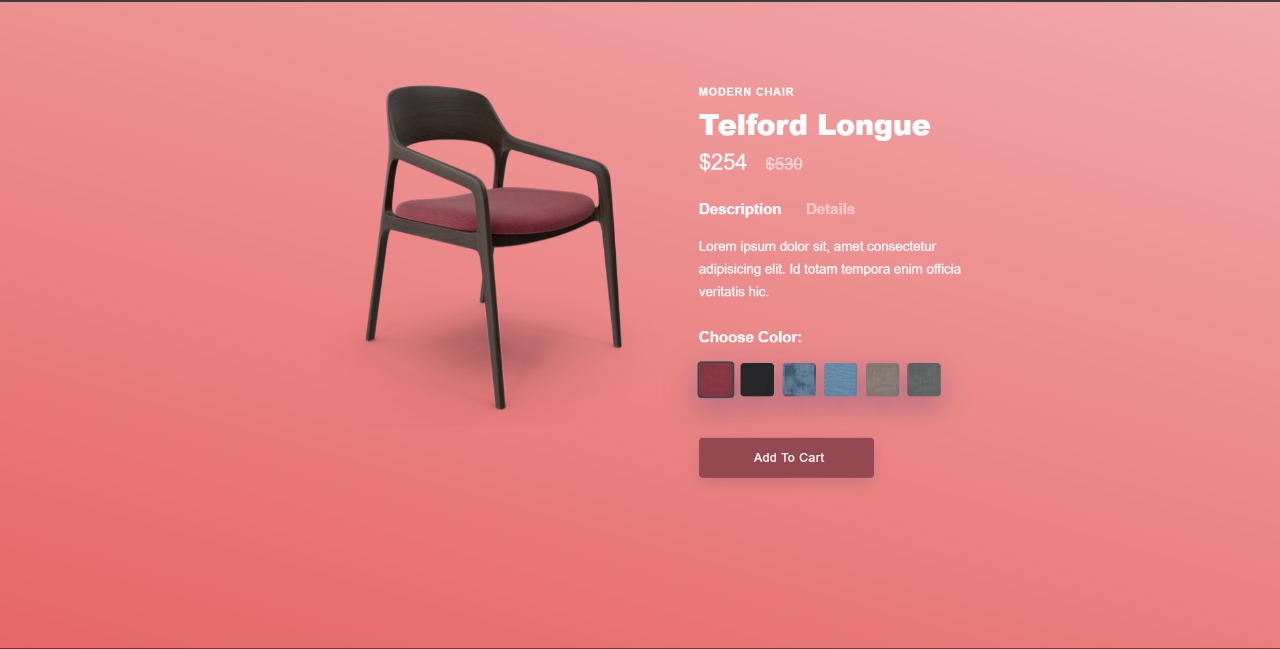 MODERN CHAIR
Telford Longue
$254 $530
Description Details
Lorem ipsum dolor sit, amet consectetur
adipisicing elit. Id totam tempora enim officia
veritatis hic.
Choose Color:
Add To Cart